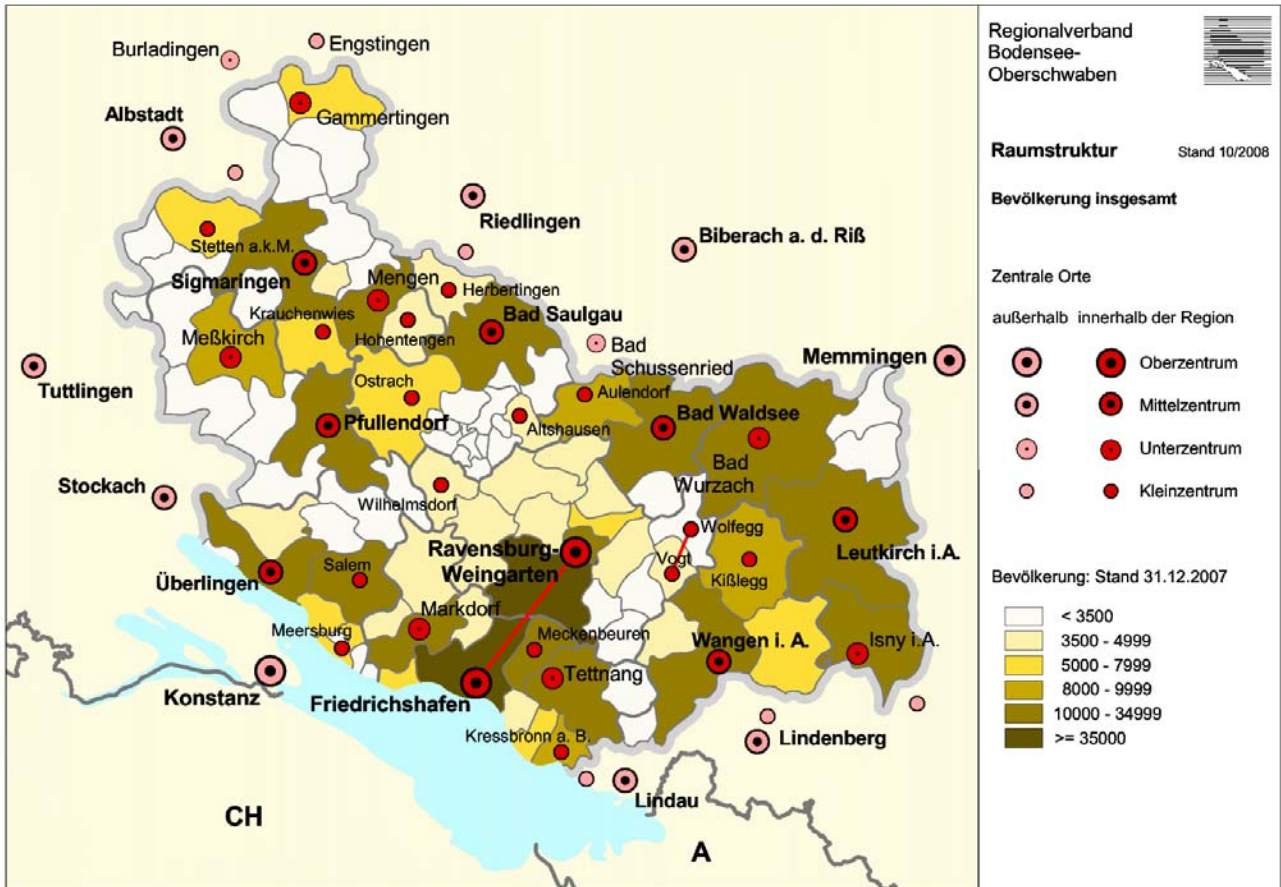 Burladingen
Engstingen
Albstadt
Gammertingen
Riedlingen
Biberach a. d. Riß
Stetten a.k.M.
Sigmaringen
Mengen
Herbertingen
Krauchenwies
Hohentengen
Bad Saulgau
Meßkirch
Bad
Schussenried
Memmingen
Tuttlingen
Ostrach
Aulendorf
Pfullendorf
Altshausen
Bad Waldsee
Bad
Wurzach
Stockach
Wilhelmsdorf
Wolfegg
Leutkirch i.A.
Ravensburg-
Weingarten
Vogt
Kißlegg
Überlingen
Salem
Markdorf
Meersburg
Meckenbeuren
Wangen i. A.
Isny i.A.
Tettnang
Konstanz
Friedrichshafen
Kressbronn a. B.
Lindenberg
Lindau
CH
A
Regionalverband
Bodensee-
Oberschwaben
Raumstruktur Stand 10/2008
Bevölkerung insgesamt
Zentrale Orte
außerhalb innerhalb der Region
Oberzentrum
Mittelzentrum
Unterzentrum
Kleinzentrum
Bevölkerung: Stand 31.12.2007
< 3500
3500 - 4999
5000 - 7999
8000 - 9999
10000 - 34999
>= 35000